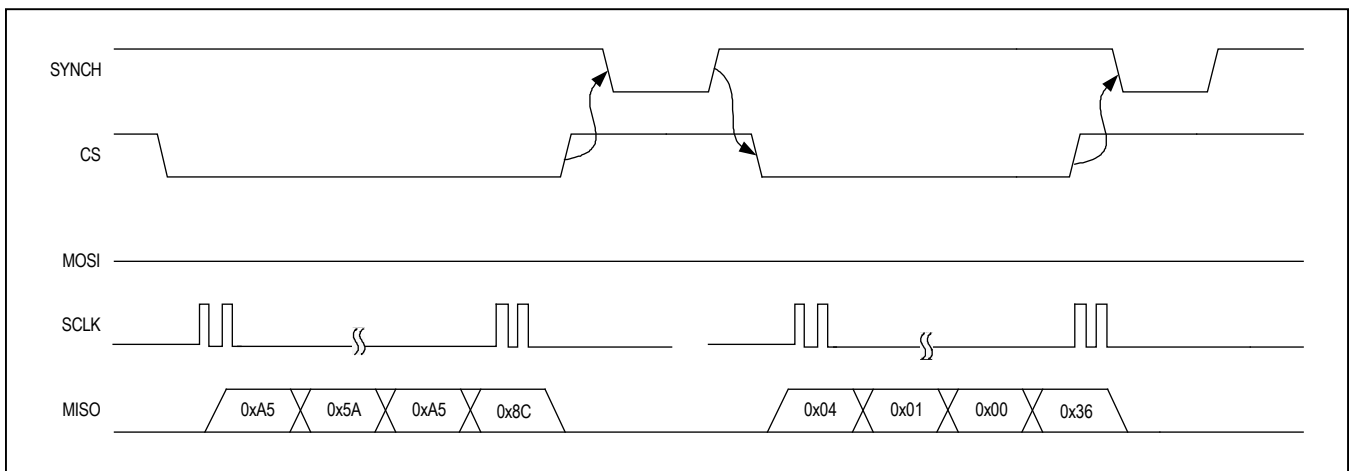 SYNCH
CS
MOSI
SCLK
MISO 0xA5 0x5A 0xA5 0x8C 0x04 0x01 0x00 0x36